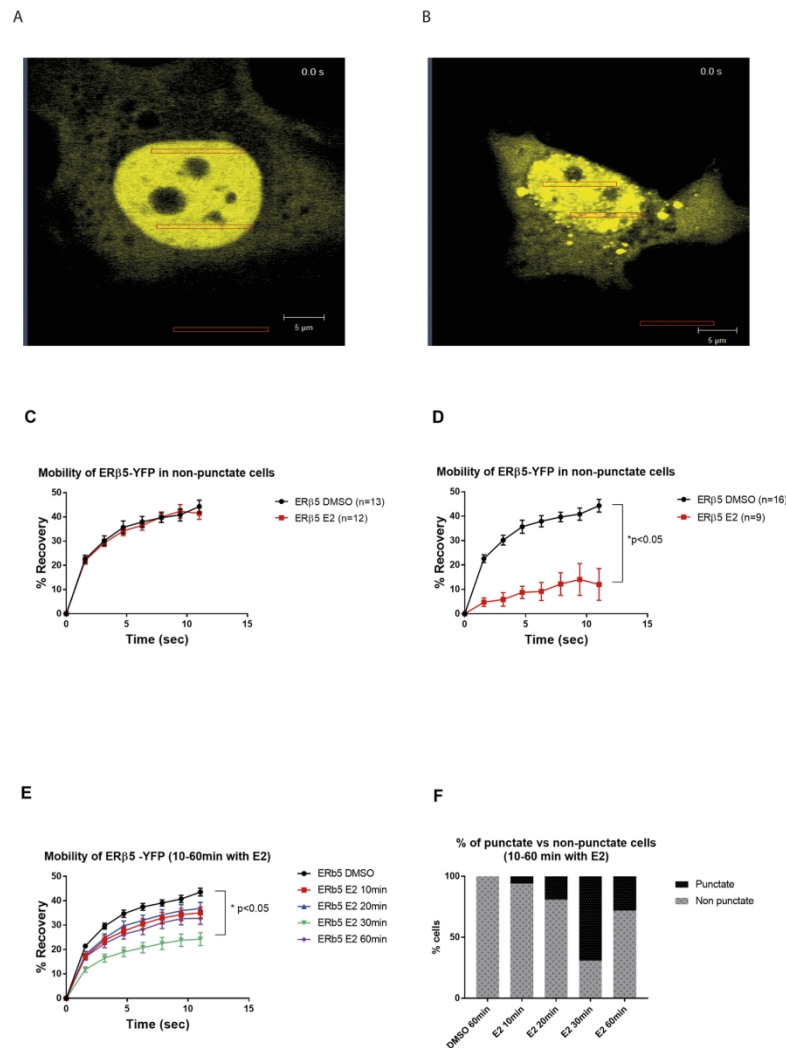 A
B
0.0 s
0.0 s
5 µm
5 µm
C
D
Mobility of ERβ5-YFP in non-punctate cells
50
40
30
20
10
0
% Recovery
0
5
10
15
Time (sec)
ERβ5 DMSO (n=13)
ERβ5 E2 (n=12)
Mobility of ERβ5-YFP in non-punctate cells
50
40
30
20
10
0
% Recovery
0
5
10
15
Time (sec)
ERβ5 DMSO (n=16)
ERβ5 E2 (n=9)
*p<0.05
E
F
Mobility of ERβ5 -YFP (10-60min with E2)
50
40
30
20
10
0
% Recovery
0
5
10
15
Time (sec)
ERb5 DMSO
ERb5 E2 10min
ERb5 E2 20min
ERb5 E2 30min
ERb5 E2 60min
* p<0.05
% of punctate vs non-punctate cells
(10-60 min with E2)
100
50
0
% cells
DMSO 60min
E2 10min
E2 20min
E2 30min
E2 60min
Punctate
Non punctate